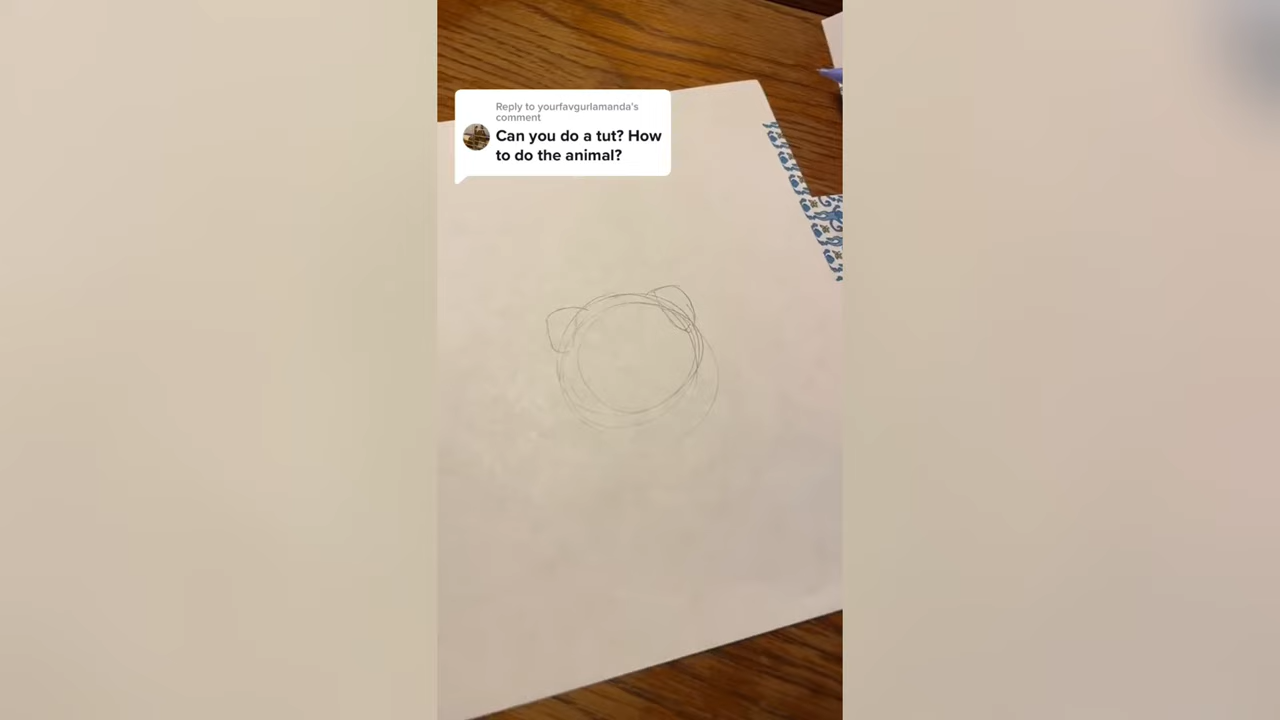 Reply to yourfavgurlamanda's
comment
Can you do a tut? How
to do the animal?